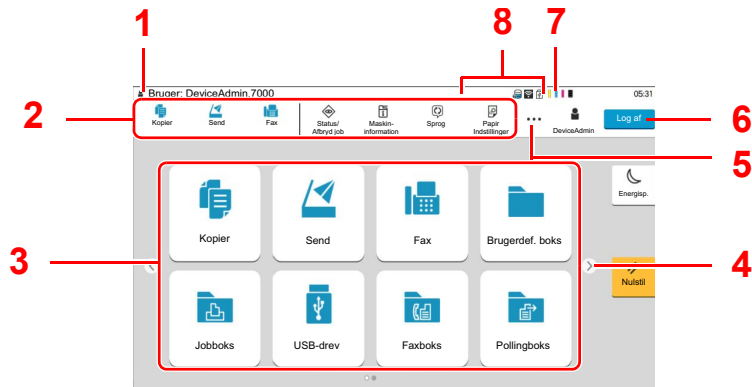 1
8
7
Bruger: DeviceAdmin.7000
05:31
2
Kopier
Send
Fax
Status/
Afbryd job
Maskin-
information
Sprog
Papir
Indstillinger
DeviceAdmin
Log af
6
5
Energisp.
Kopier
Send
Fax
Brugerdef. boks
3
4
Nulstil
Jobboks
USB-drev
Faxboks
Pollingboks